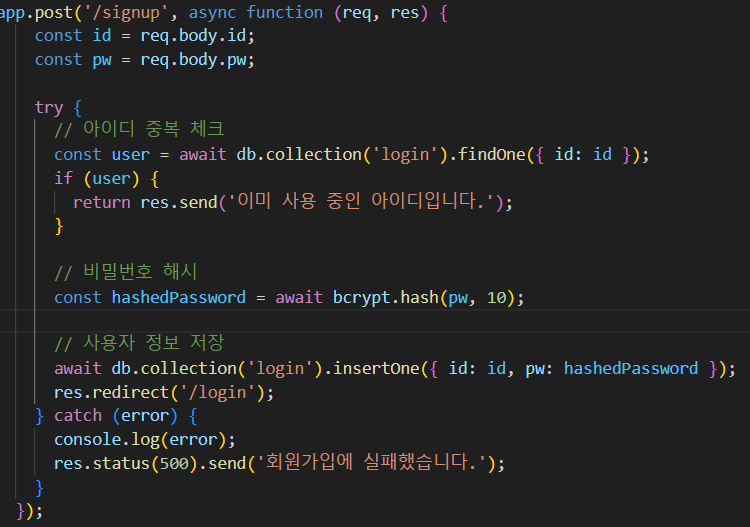 app.post('/signup', async function (req, res) {
const id = req.body.id;
const pw = req.body.pw;
try {
// 아이디 중복 체크
const user = await db.collection('login').findOne({ id: id });
if (user) {
return res.send('이미 사용 중인 아이디입니다.');
}
// 비밀번호 해시
const hashedPassword = await bcrypt.hash(pw, 10);
// 사용자 정보 저장
await db.collection('login').insertOne({ id: id, pw: hashedPassword });
res.redirect('/login');
} catch (error) {
console.log(error);
res.status(500).send('회원가입에 실패했습니다.');
}
});